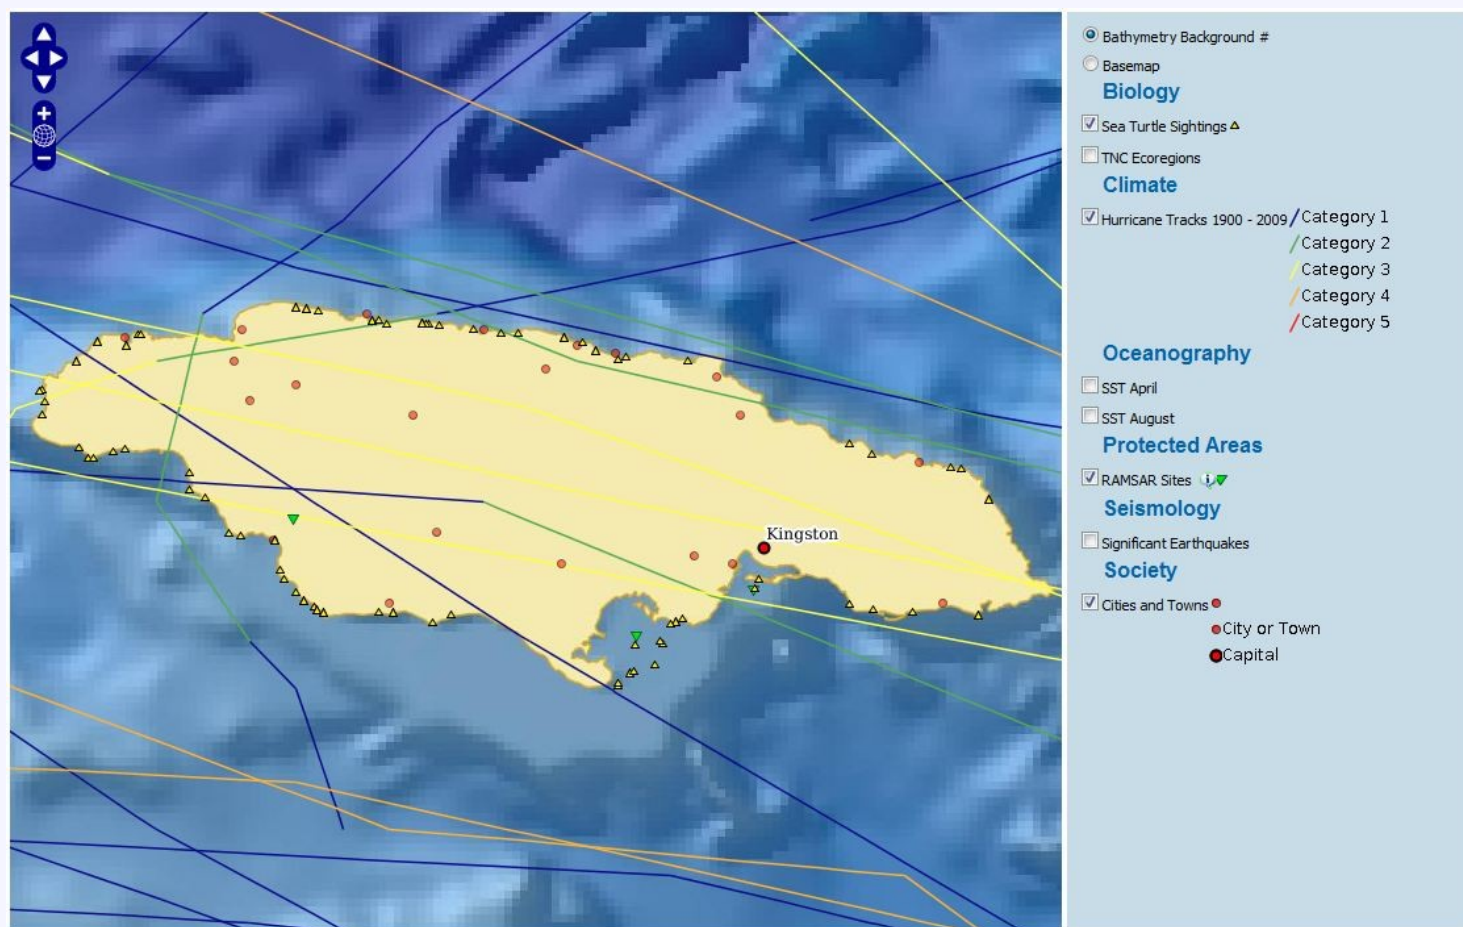 Bathymetry Background #
Basemap
Biology
Sea Turtle Sightings
TNC Ecoregions
Climate
Hurricane Tracks 1900 - 2009 Category 1
Category 2
Category 3
Category 4
Category 5
Oceanography
SST April
SST August
Protected Areas
RAMSAR Sites
Seismology
Significant Earthquakes
Society
Cities and Towns
City or Town
Capital
Kingston